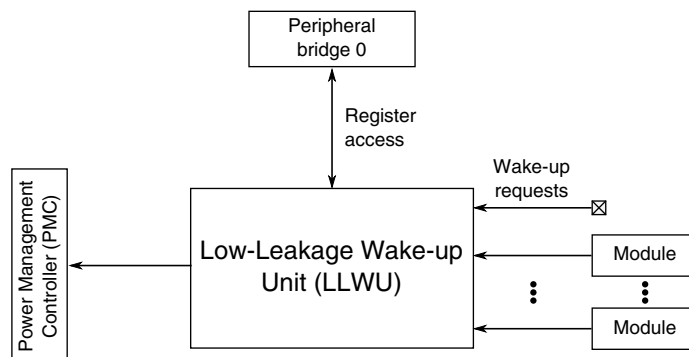 Peripheral
bridge 0
Register
access
Wake-up
requests
Power Management
Controller (PMC)
Low-Leakage Wake-up
Unit (LLWU)
Module
Module